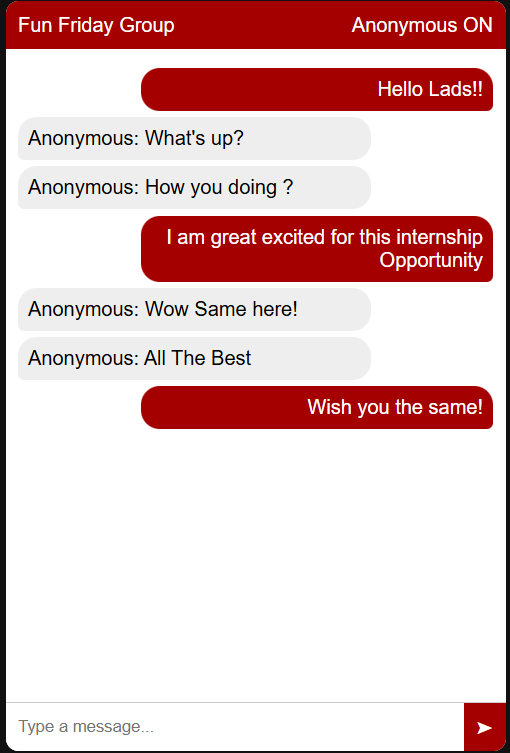 Fun Friday Group Anonymous ON
Hello Lads!!
Anonymous: What's up?
Anonymous: How you doing ?
I am great excited for this internship
Opportunity
Anonymous: Wow Same here!
Anonymous: All The Best
Wish you the same!
Type a message...